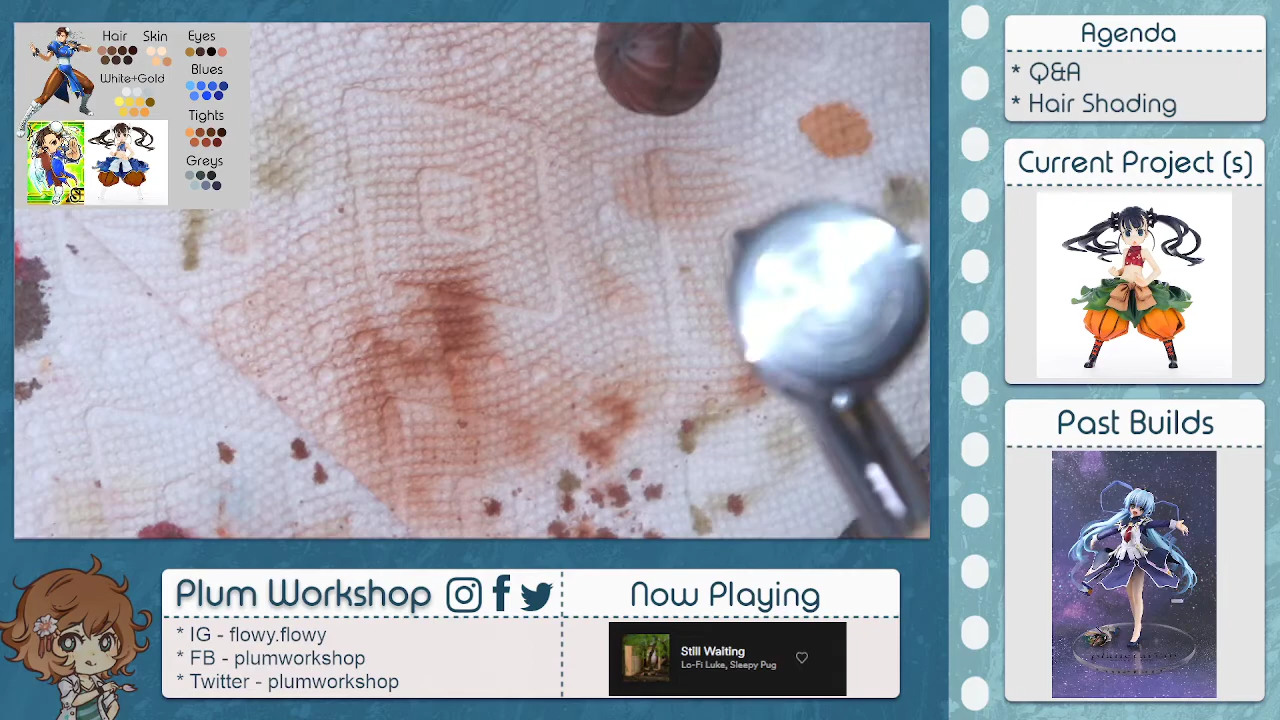 Hair Skin Eyes
White+Gold
Blues
Tights
Greys
Agenda
* Q&A
* Hair Shading
Current Project (s)
Past Builds
Plum Workshop
* IG - flowy.flowy
* FB - plumworkshop
* Twitter - plumworkshop
Now Playing
Still Waiting
Lo-Fi Luke, Sleepy Pug